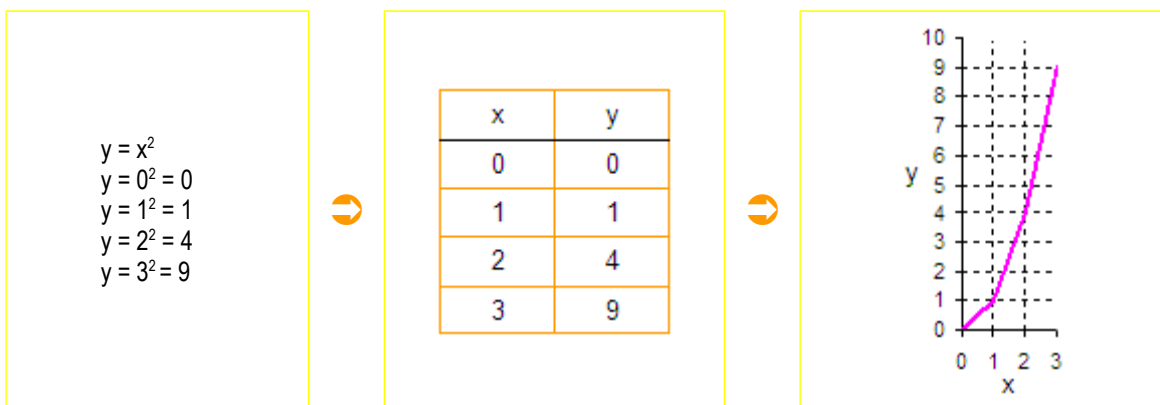 y = x²
y = 0² = 0
y = 1² = 1
y = 2² = 4
y = 3² = 9
x y
0 0
1 1
2 4
3 9
10
9
8
7
6
y
5
4
3
2
1
0
0 1 2 3
x